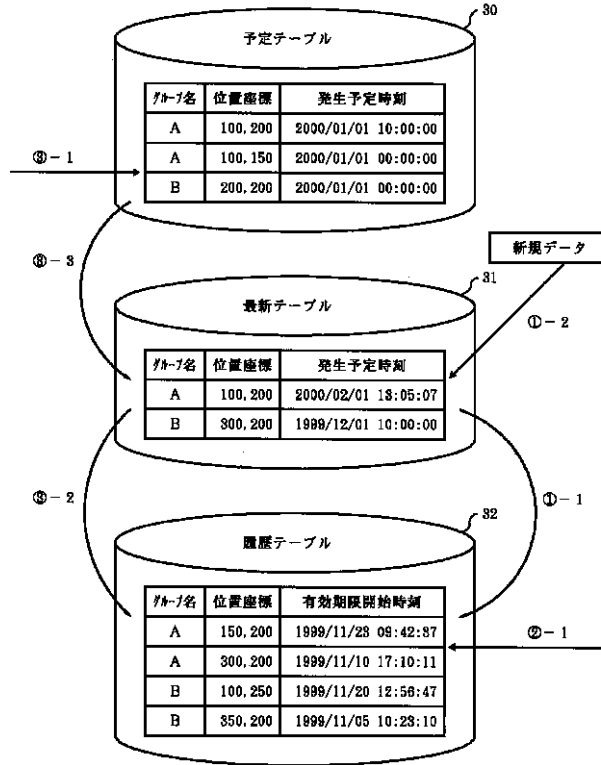 30
予定テーブル
グループ名 位置座標 発生予定時刻
A 100,200 2000/01/01 10:00:00
A 100,150 2000/01/01 00:00:00
B 200,200 2000/01/01 00:00:00
③-1
③-3
新規データ
31
最新テーブル
①-2
グループ名 位置座標 発生予定時刻
A 100,200 2000/02/01 13:05:07
B 300,200 1999/12/01 10:00:00
③-2
①-1
32
履歴テーブル
グループ名 位置座標 有効期限開始時刻
A 150,200 1999/11/23 09:42:37
A 300,200 1999/11/10 17:10:11
B 100,250 1999/11/20 12:56:47
B 350,200 1999/11/05 10:23:10
②-1